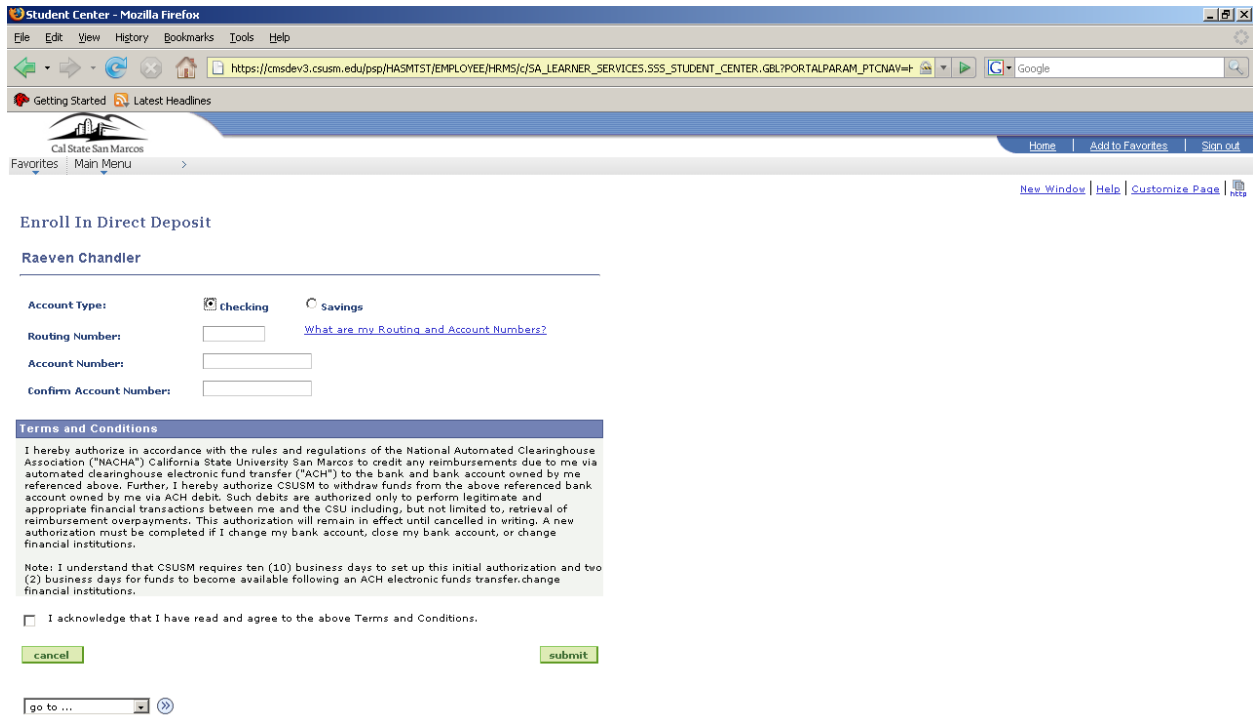 Student Center - Mozilla Firefox
File Edit View History Bookmarks Tools Help
https://cmsdev3.csusm.edu/psp/HASMTST/EMPLOYEE/HRMS/c/SA_LEARNER_SERVICES.SSS_STUDENT_CENTER.GBL?PORTALPARAM_PTCNAV=H
Google
Getting Started Latest Headlines
Cal State San Marcos
Home Add to Favorites Sign out
Favorites Main Menu >
New Window Help Customize Page http
Enroll In Direct Deposit
Raeven Chandler
Account Type: Checking Savings
Routing Number: What are my Routing and Account Numbers?
Account Number:
Confirm Account Number:
Terms and Conditions
I hereby authorize in accordance with the rules and regulations of the National Automated Clearinghouse
Association ("NACHA") California State University San Marcos to credit any reimbursements due to me via
automated clearinghouse electronic fund transfer ("ACH") to the bank and bank account owned by me
referenced above. Further, I hereby authorize CSUSM to withdraw funds from the above referenced bank
account owned by me via ACH debit. Such debits are authorized only to perform legitimate and
appropriate financial transactions between me and the CSU including, but not limited to, retrieval of
reimbursement overpayments. This authorization will remain in effect until cancelled in writing. A new
authorization must be completed if I change my bank account, close my bank account, or change
financial institutions.
Note: I understand that CSUSM requires ten (10) business days to set up this initial authorization and two
(2) business days for funds to become available following an ACH electronic funds transfer.change
financial institutions.
I acknowledge that I have read and agree to the above Terms and Conditions.
cancel submit
go to ...